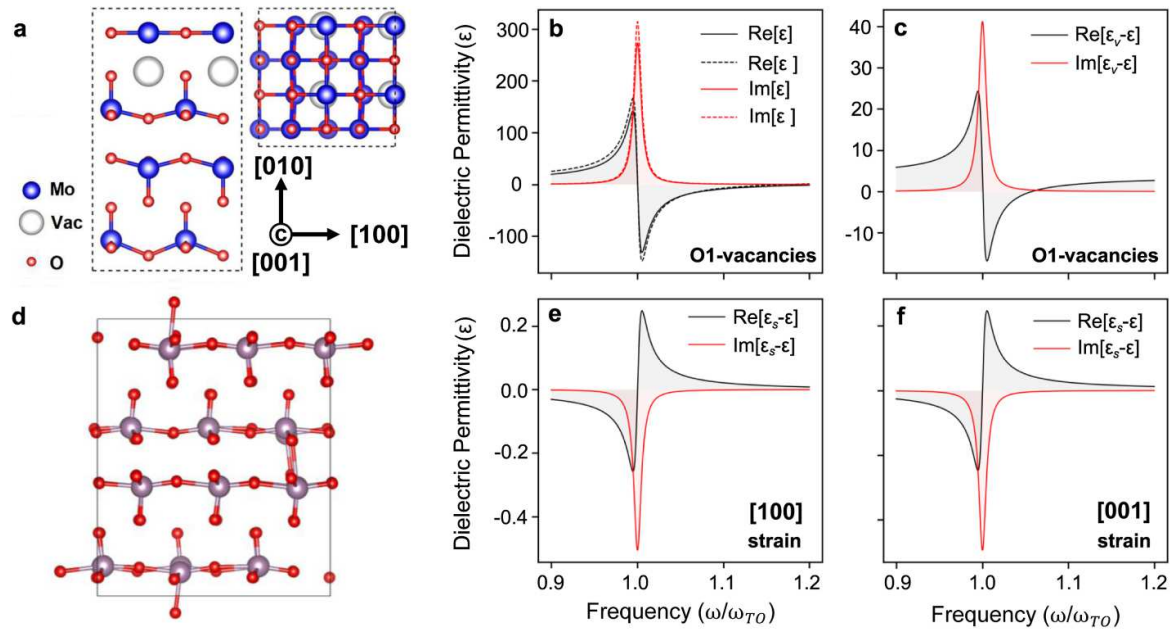 a
Mo
Vac
O
[010]
C
[001]
[100]
b
Re[ε]
Re[ε ]
Im[ε]
Im[ε ]
O1-vacancies
Dielectric Permittivity (ε)
300
200
100
0
-100
c
Re[εᵥ-ε]
Im[εᵥ-ε]
O1-vacancies
40
30
20
10
0
-10
d
e
Re[εₛ-ε]
Im[εₛ-ε]
[100]
strain
Dielectric Permittivity (ε)
0.2
0.0
-0.2
-0.4
0.9
1.0
1.1
1.2
Frequency (ω/ω_TO)
f
Re[εₛ-ε]
Im[εₛ-ε]
[001]
strain
0.9
1.0
1.1
1.2
Frequency (ω/ω_TO)